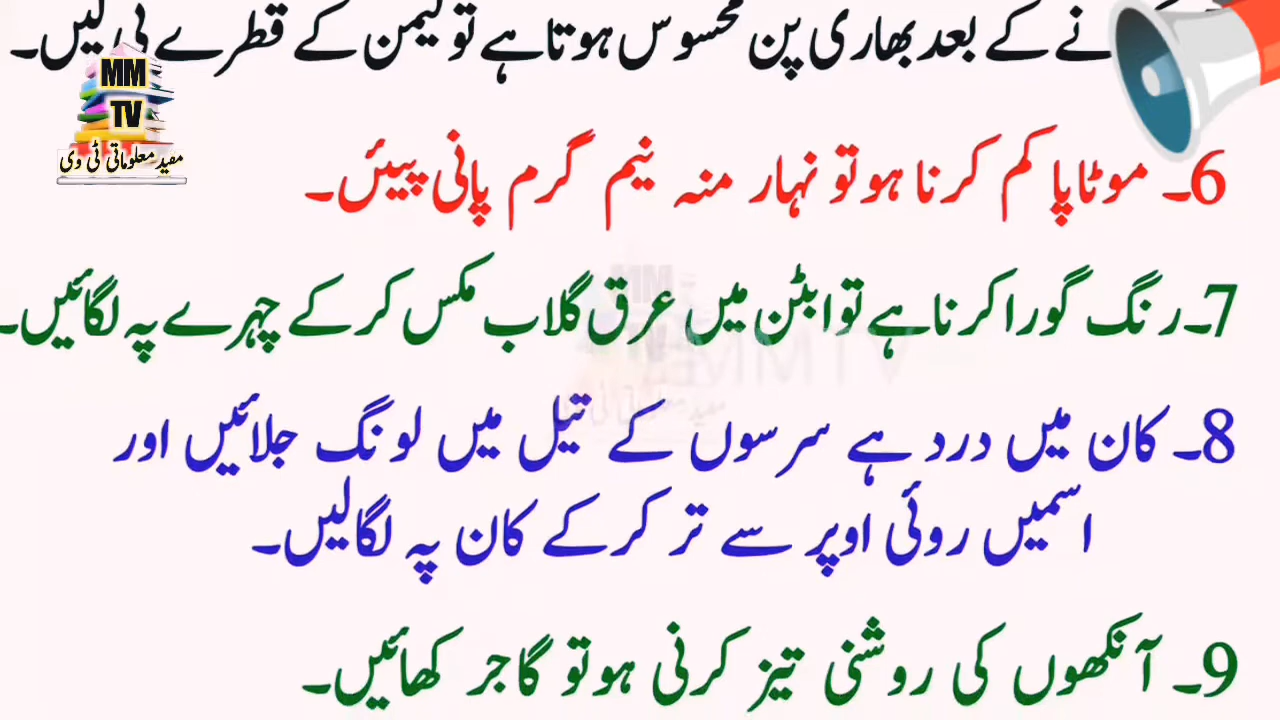 نے کے بعد بھاری پن محسوس ہوتا ہے تو لیمن کے قطرے پی لیں۔
MM
TV
مفید معلوماتی ٹی وی
6۔ موٹاپا کم کرنا ہو تو نہار منہ نیم گرم پانی پیئں۔
7۔ رنگ گورا کرنا ہے تو ابٹن میں عرق گلاب مکس کر کے چہرے پہ لگائیں۔
MMTV
8۔ کان میں درد ہے سرسوں کے تیل میں لونگ جلائیں اور
اسمیں روئی اوپر سے تر کرکے کان پہ لگالیں۔
9۔ آنکھوں کی روشنی تیز کرنی ہو تو گاجر کھائیں۔